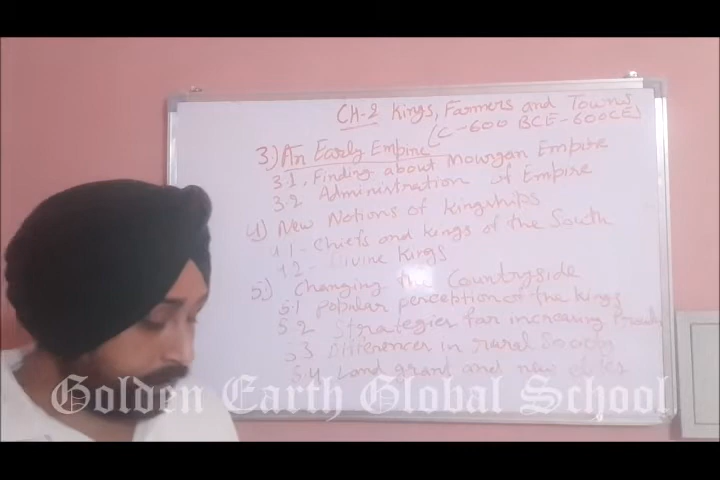 CH-2 Kings, Farmers and Towns
(C-600 BCE-600CE)
3) An Early Empire
3.1. Finding about Mouryan Empire
3.2 Administration of Empire
4) New Notions of Kingships
4.1- Chiefs and Kings of the South
4.2- Divine Kings
5) Changing the Countryside
5.1 popular perception of the kings
5.2 Strategies for increasing
5.3 Differences in rural Society
5.4 Land grant and new elites
Golden Earth Global School